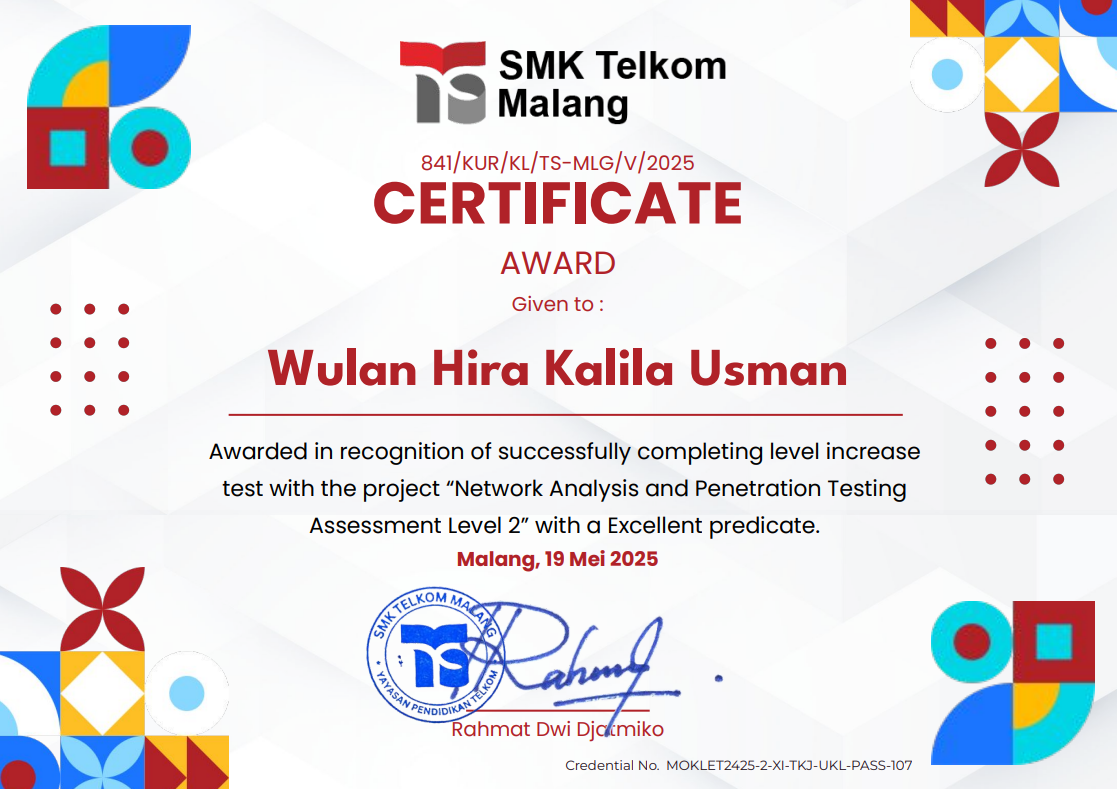 SMK Telkom
Malang
841/KUR/KL/TS-MLG/V/2025
CERTIFICATE
AWARD
Given to :
Wulan Hira Kalila Usman
Awarded in recognition of successfully completing level increase
test with the project “Network Analysis and Penetration Testing
Assessment Level 2” with a Excellent predicate.
Malang, 19 Mei 2025
SMK TELKOM MALANG
YAYASAN PENDIDIKAN TELKOM
Rahmat Dwi Djatmiko
Credential No. MOKLET2425-2-XI-TKJ-UKL-PASS-107